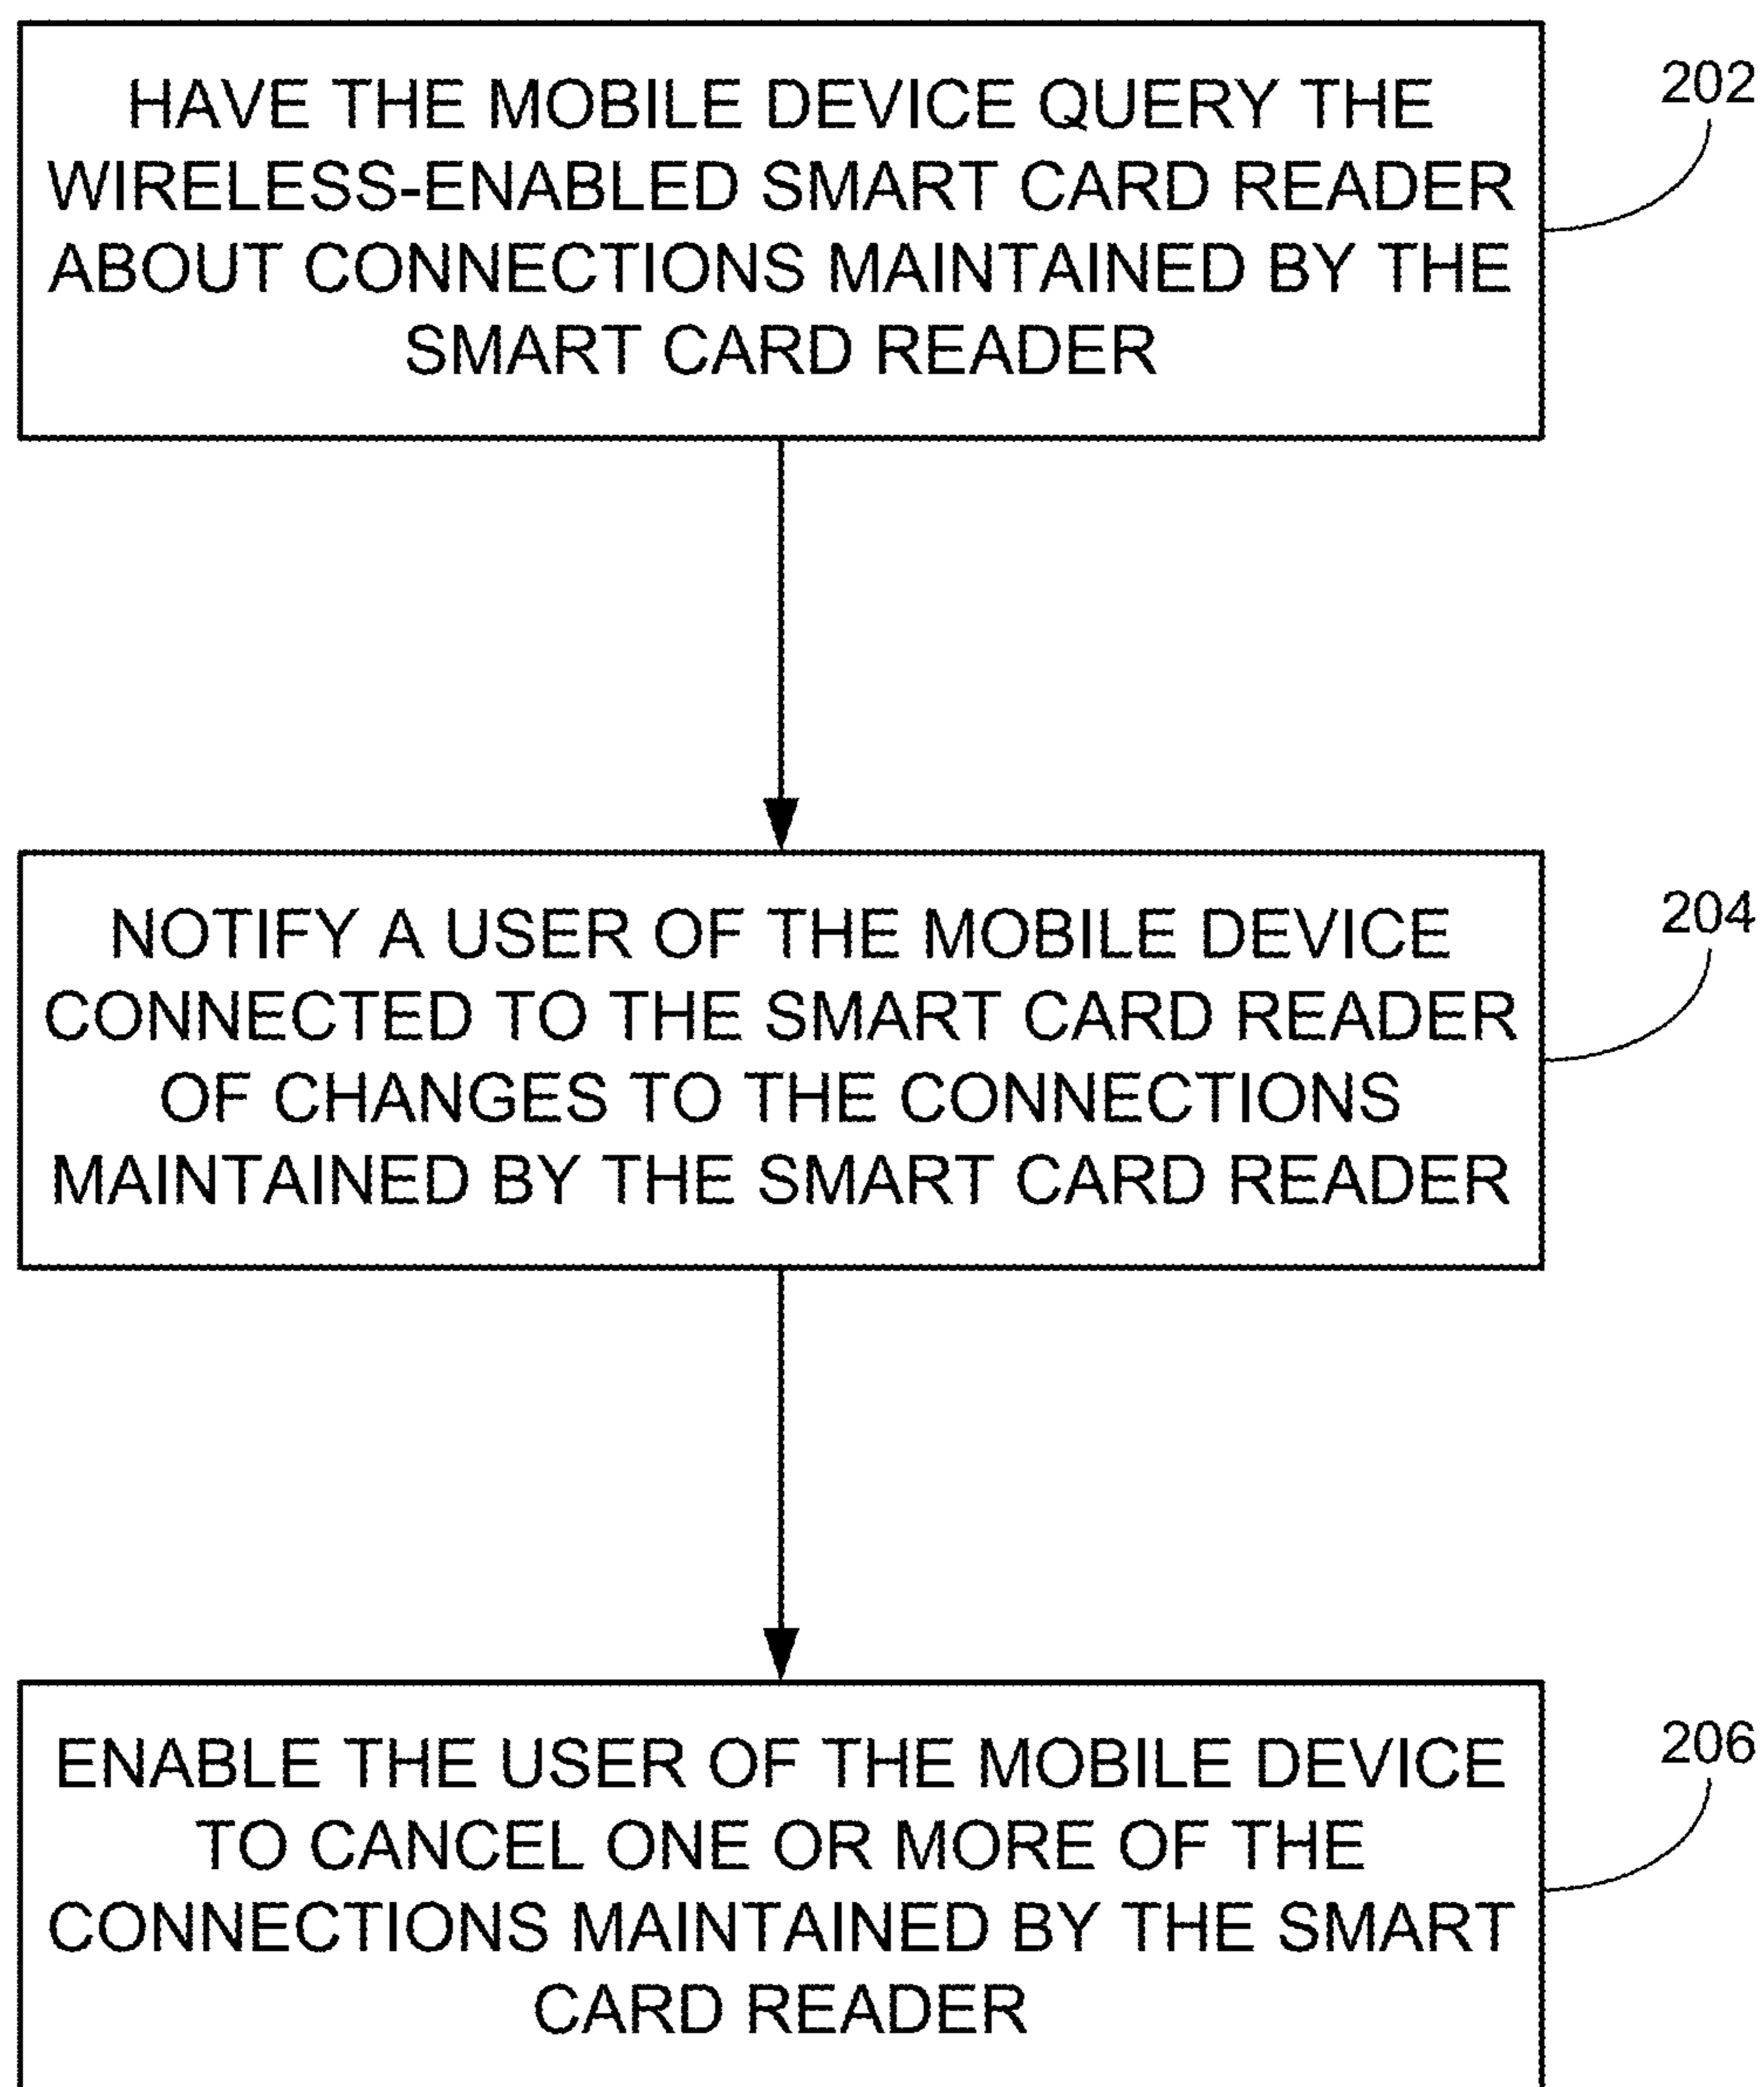 HAVE THE MOBILE DEVICE QUERY THE
WIRELESS-ENABLED SMART CARD READER
ABOUT CONNECTIONS MAINTAINED BY THE
SMART CARD READER
202
NOTIFY A USER OF THE MOBILE DEVICE
CONNECTED TO THE SMART CARD READER
OF CHANGES TO THE CONNECTIONS
MAINTAINED BY THE SMART CARD READER
204
ENABLE THE USER OF THE MOBILE DEVICE
TO CANCEL ONE OR MORE OF THE
CONNECTIONS MAINTAINED BY THE SMART
CARD READER
206